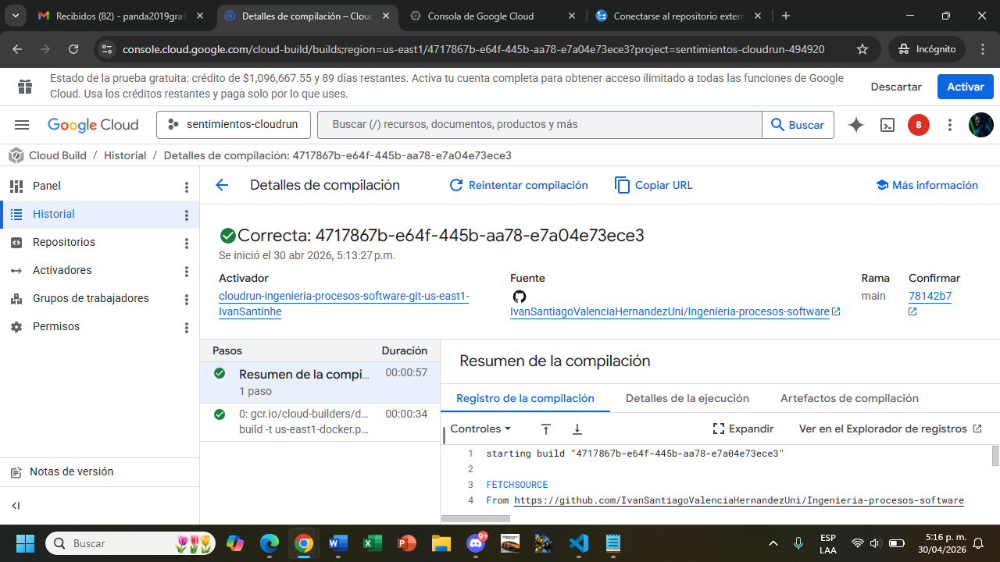 Recibidos (82) - panda2019gra
Detalles de compilación – Clou
Consola de Google Cloud
Conectarse al repositorio extern
console.cloud.google.com/cloud-build/builds;region=us-east1/4717867b-e64f-445b-aa78-e7a04e73ece3?project=sentimientos-cloudrun-494920
Incógnito
Estado de la prueba gratuita: crédito de $1,096,667.55 y 89 días restantes. Activa tu cuenta completa para obtener acceso ilimitado a todas las funciones de Google
Cloud. Usa los créditos restantes y paga solo por lo que uses.
Descartar
Activar
Google Cloud
sentimientos-cloudrun
Buscar (/) recursos, documentos, productos y más
Buscar
8
Cloud Build / Historial / Detalles de compilación: 4717867b-e64f-445b-aa78-e7a04e73ece3
Panel
Historial
Repositorios
Activadores
Grupos de trabajadores
Permisos
Notas de versión
Detalles de compilación
Reintentar compilación
Copiar URL
Más información
Correcta: 4717867b-e64f-445b-aa78-e7a04e73ece3
Se inició el 30 abr 2026, 5:13:27 p.m.
Activador
cloudrun-ingenieria-procesos-software-git-us-east1-
IvanSantinhe
Fuente
IvanSantiagoValenciaHernandezUni/Ingenieria-procesos-software
Rama
main
Confirmar
78142b7
Pasos Duración
Resumen de la compi... 00:00:57
1 paso
0: gcr.io/cloud-builders/d... 00:00:34
build -t us-east1-docker.p...
Resumen de la compilación
Registro de la compilación
Detalles de la ejecución
Artefactos de compilación
Controles
Expandir
Ver en el Explorador de registros
1 starting build "4717867b-e64f-445b-aa78-e7a04e73ece3"
2
3 FETCHSOURCE
4 From https://github.com/IvanSantiagoValenciaHernandezUni/Ingenieria-procesos-software
Buscar
9+
ESP
LAA
5:16 p. m.
30/04/2026